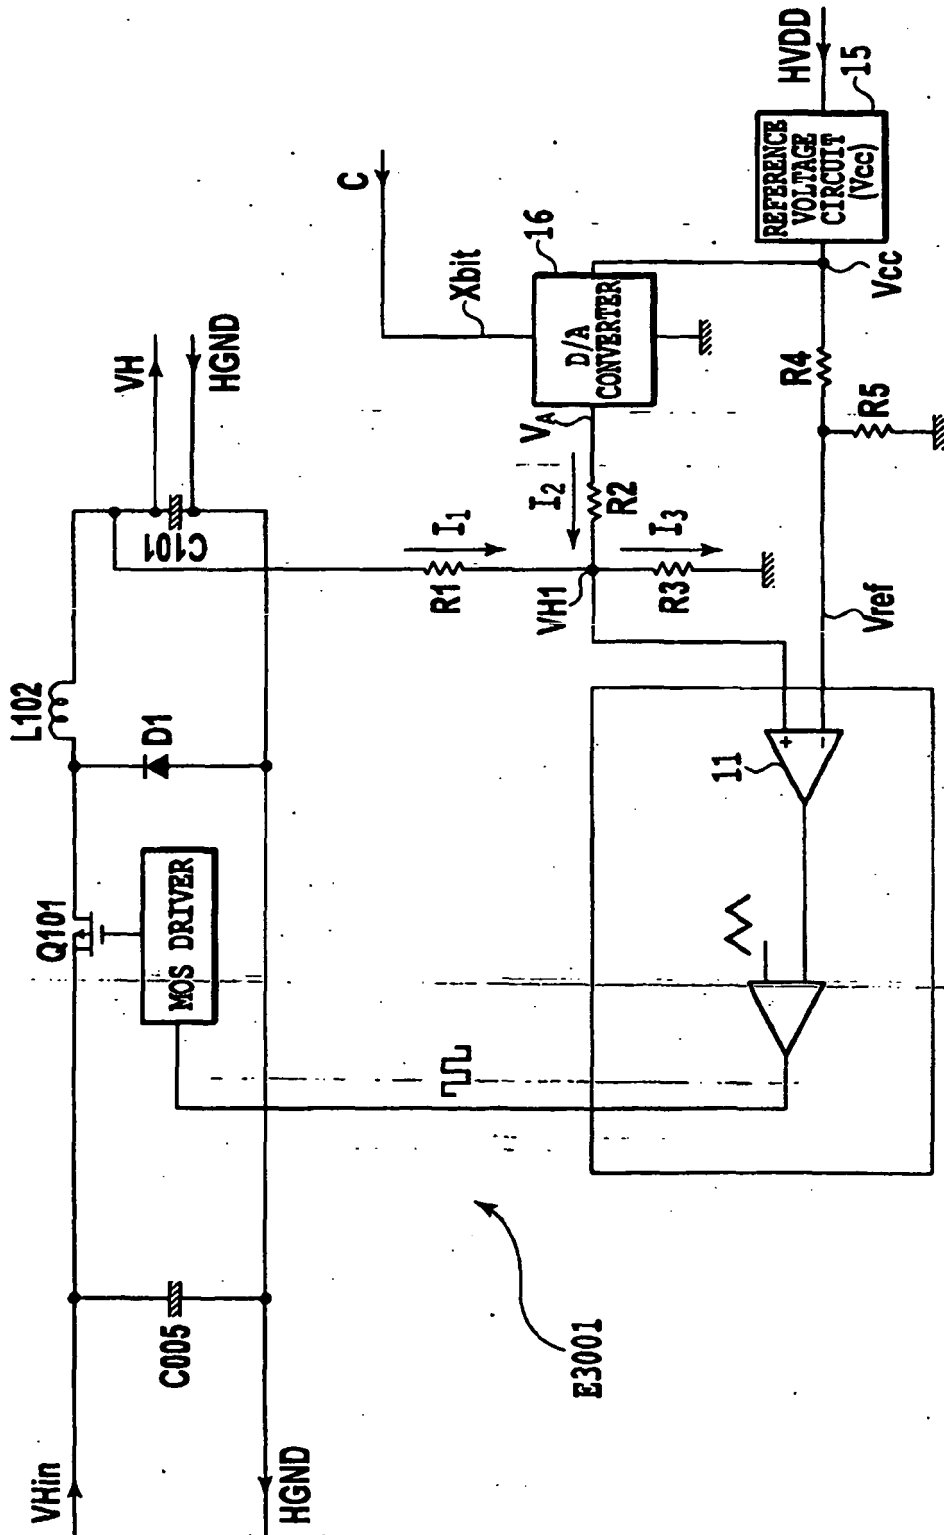 VHin
HGND
C005
Q101
MOS DRIVER
L102
D1
C101
VH
HGND
E3001
R1
I1
VH1
I2
R2
VA
I3
R3
C
Xbit
16
D/A
CONVERTER
11
+
−
Vref
R4
R5
Vcc
REFERENCE
VOLTAGE
CIRCUIT
(Vcc)
15
HVDD